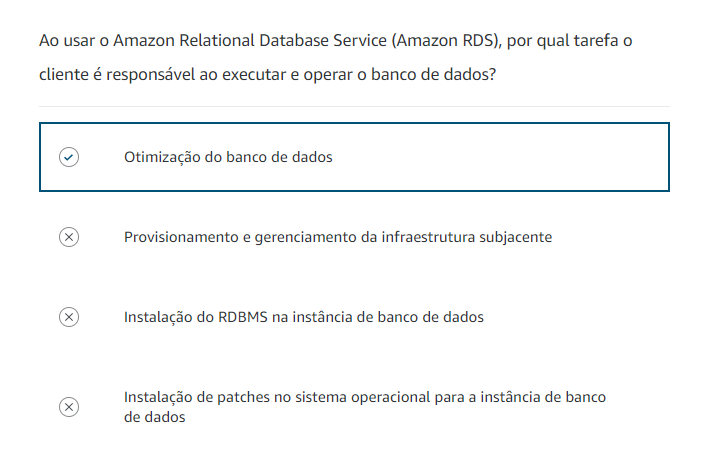 Ao usar o Amazon Relational Database Service (Amazon RDS), por qual tarefa o
cliente é responsável ao executar e operar o banco de dados?
Otimização do banco de dados
Provisionamento e gerenciamento da infraestrutura subjacente
Instalação do RDBMS na instância de banco de dados
Instalação de patches no sistema operacional para a instância de banco
de dados